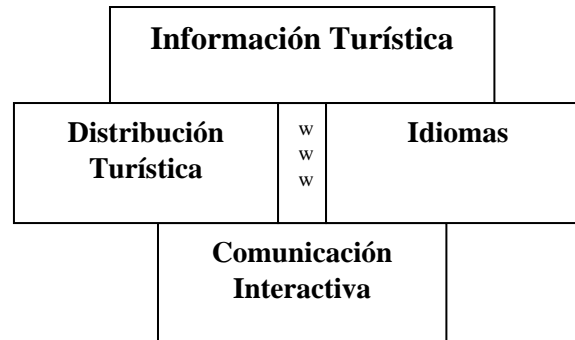 Información Turística
Distribución
Turística
w
w
w
Idiomas
Comunicación
Interactiva